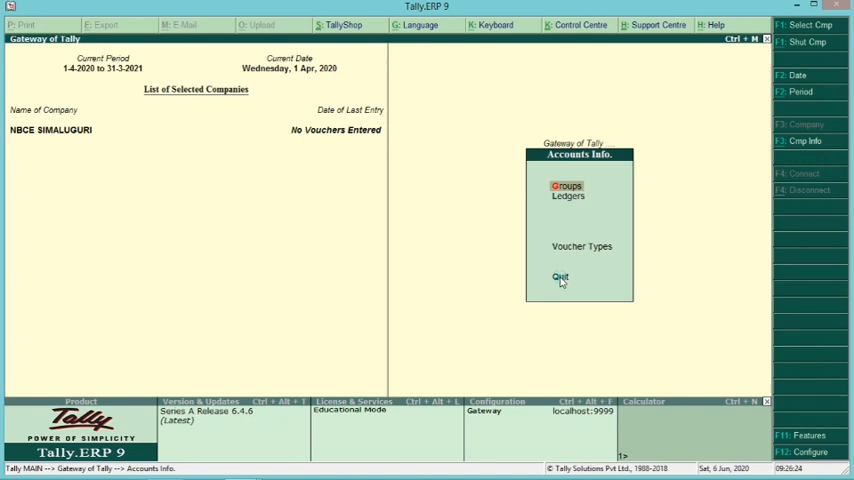 Tally.ERP 9
P: Print
E: Export
M: E-Mail
O: Upload
S: TallyShop
G: Language
K: Keyboard
K: Control Centre
H: Support Centre
H: Help
F1: Select Cmp
F1: Shut Cmp
F2: Date
F2: Period
F3: Company
F3: Cmp Info
F4: Connect
F4: Disconnect
F11: Features
F12: Configure
Gateway of Tally
Ctrl + M
Current Period
1-4-2020 to 31-3-2021
Current Date
Wednesday, 1 Apr, 2020
List of Selected Companies
Name of Company
Date of Last Entry
NBCE SIMALUGURI
No Vouchers Entered
Gateway of Tally ....
Accounts Info.
Groups
Ledgers
Voucher Types
Quit
Product
Tally
POWER OF SIMPLICITY
Tally.ERP 9
Version & Updates
Ctrl + Alt + T
Series A Release 6.4.6
(Latest)
License & Services
Ctrl + Alt + L
Educational Mode
Configuration
Ctrl + Alt + F
Gateway
localhost:9999
Calculator
Ctrl + N
1>
Tally MAIN --> Gateway of Tally --> Accounts Info.
© Tally Solutions Pvt Ltd., 1988-2018
Sat, 6 Jun, 2020
09:26:24